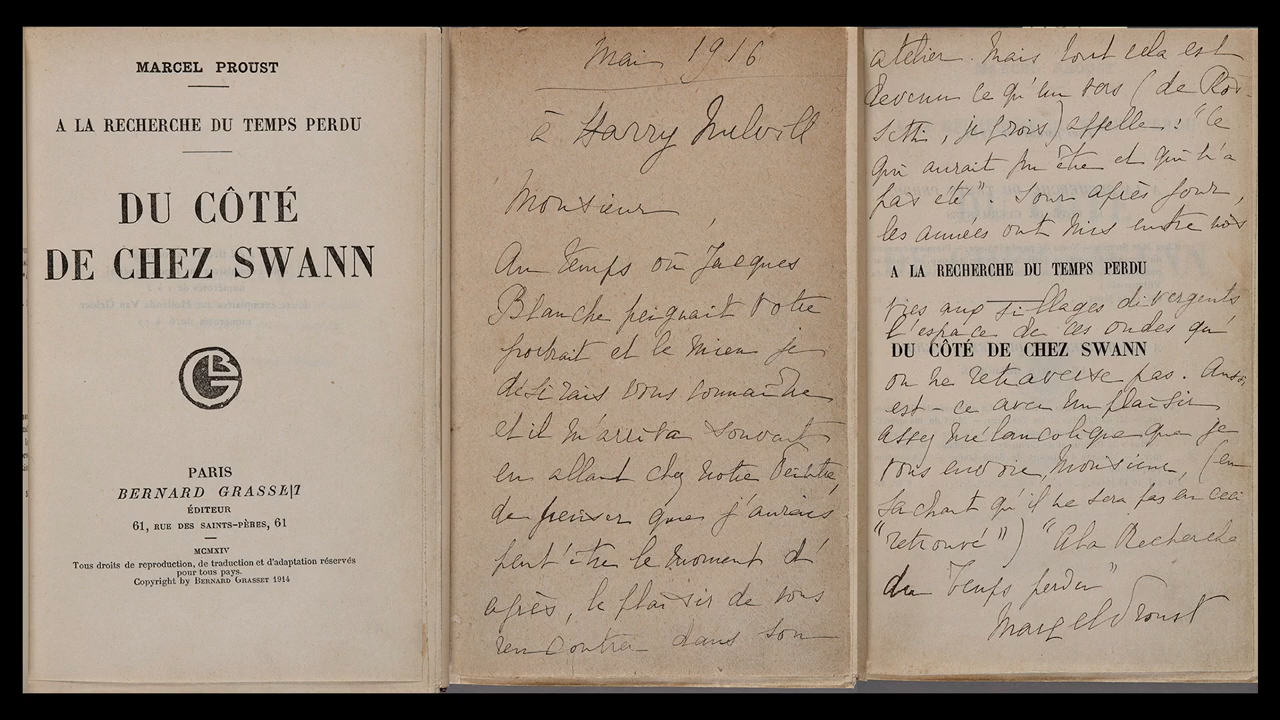 MARCEL PROUST
A LA RECHERCHE DU TEMPS PERDU
DU CÔTÉ
DE CHEZ SWANN
PARIS
BERNARD GRASSET
ÉDITEUR
61, RUE DES SAINTS-PÈRES, 61
MCMXIV
Tous droits de reproduction, de traduction et d'adaptation réservés
pour tous pays.
Copyright by BERNARD GRASSET 1914
Mai 1916
à Harry Melvill
Monsieur,
Au temps où Jacques
Blanche peignait votre
portrait et le mien je
désirais vous connaître
et il m'arriva souvent
en allant chez notre Peintre,
de penser que j'aurais
peut'être le moment d'
après, le plaisir de vous
rencontrer dans son
atelier. Mais tout cela est
devenu ce qu'un vers (de Ros-
setti, je crois) appelle : "Ce
qui aurait pu être et qui n'a
pas été". Jour après jour,
les années ont mis entre nos
A LA RECHERCHE DU TEMPS PERDU
vies aux sillages divergents
l'espace de ces ondes qu'
DU CÔTÉ DE CHEZ SWANN
on ne retraverse pas. Aussi
est-ce avec un plaisir
assez mélancolique que je
vous envoie, Monsieur, (en
sachant qu'il ne sera pas en ceci
"retrouvé") "A la Recherche
du Temps perdu"
Marcel Proust